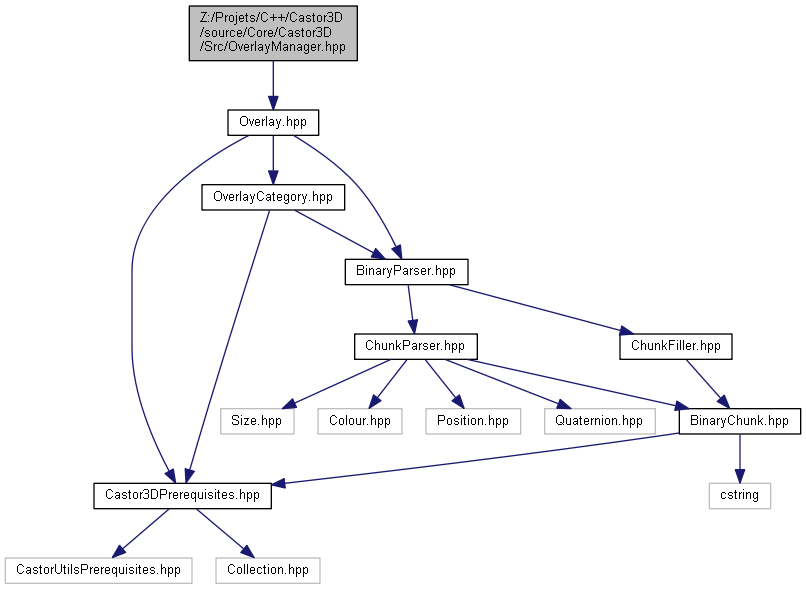 Z:/Projets/C++/Castor3D
/source/Core/Castor3D
/Src/OverlayManager.hpp
Overlay.hpp
OverlayCategory.hpp
BinaryParser.hpp
ChunkParser.hpp
ChunkFiller.hpp
Size.hpp
Colour.hpp
Position.hpp
Quaternion.hpp
BinaryChunk.hpp
Castor3DPrerequisites.hpp
cstring
CastorUtilsPrerequisites.hpp
Collection.hpp